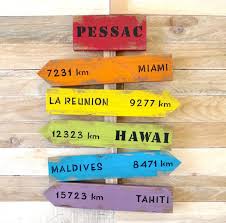 PESSAC
7231 km MIAMI
LA REUNION 9277 km
12323 km HAWAI
MALDIVES 8471 km
15723 km TAHITI